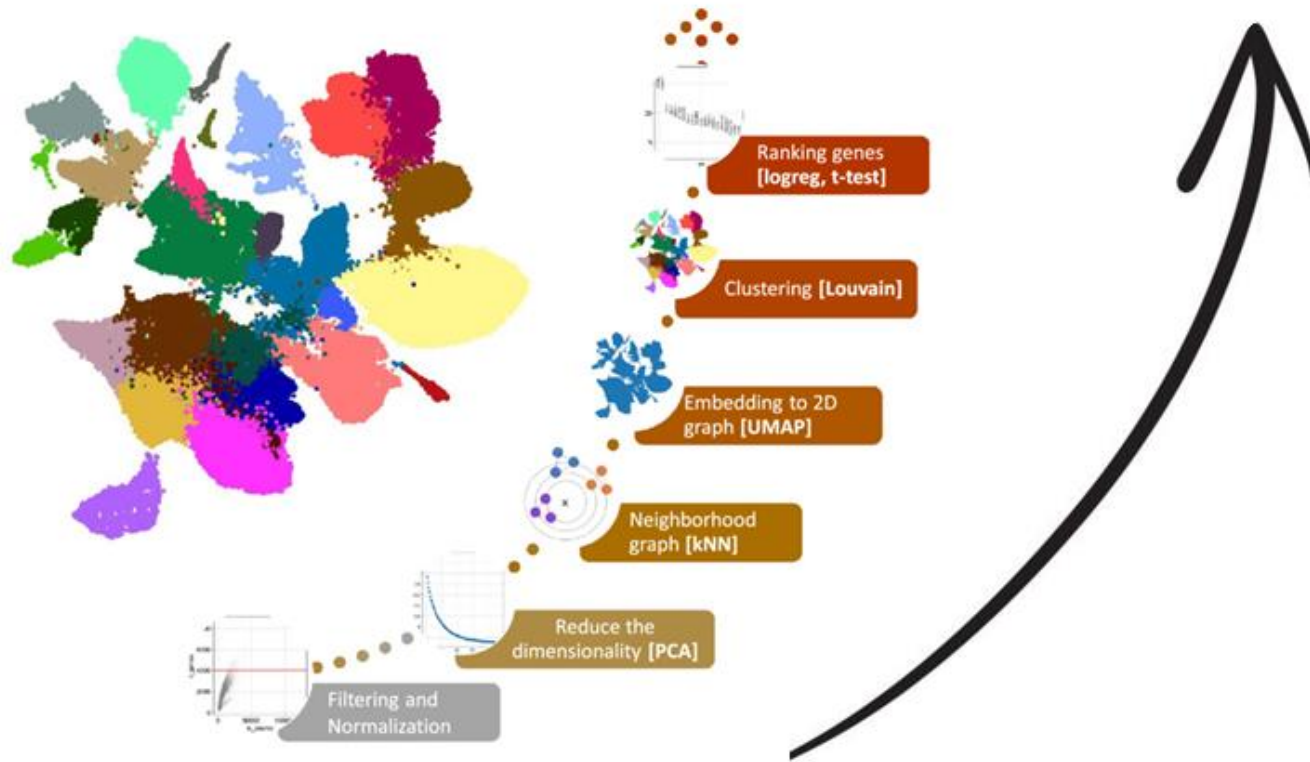 Ranking genes
[logreg, t-test]
Clustering [Louvain]
Embedding to 2D
graph [UMAP]
Neighborhood
graph [kNN]
Reduce the
dimensionality [PCA]
Filtering and
Normalization